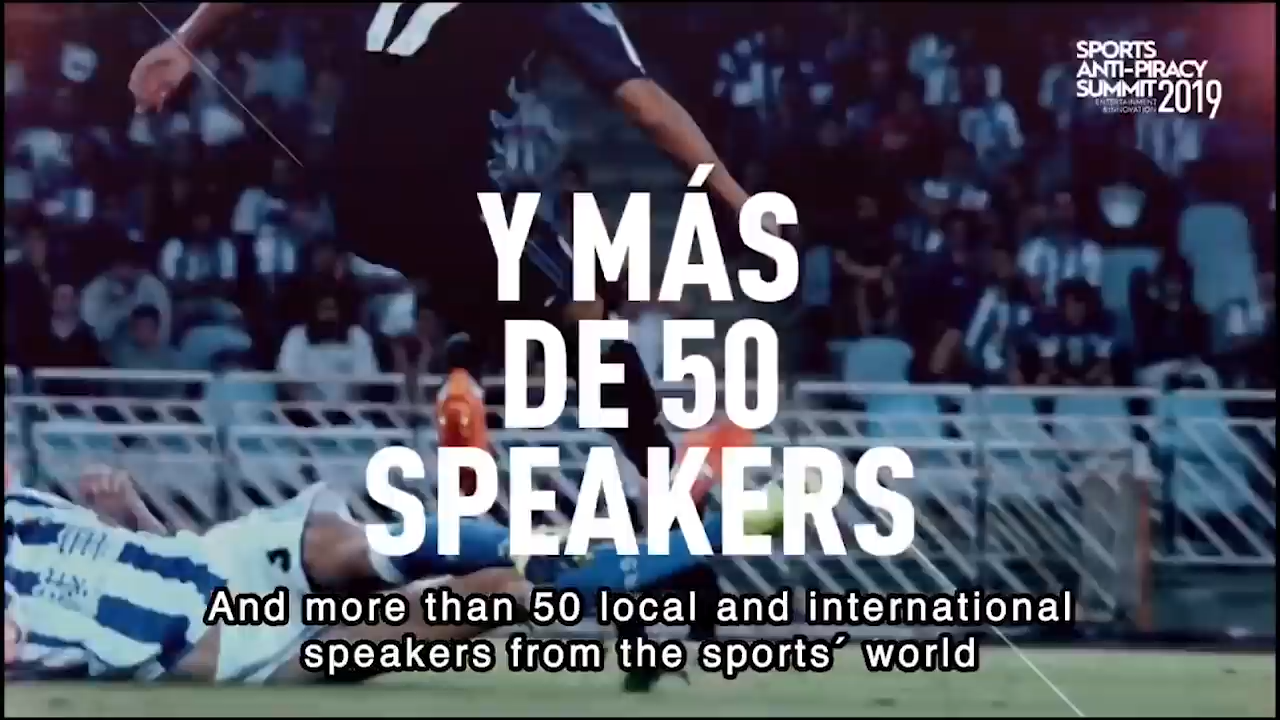 SPORTS
ANTI-PIRACY
SUMMIT 2019
ENTERTAINMENT
& INNOVATION
Y MÁS
DE 50
SPEAKERS
And more than 50 local and international
speakers from the sports´ world